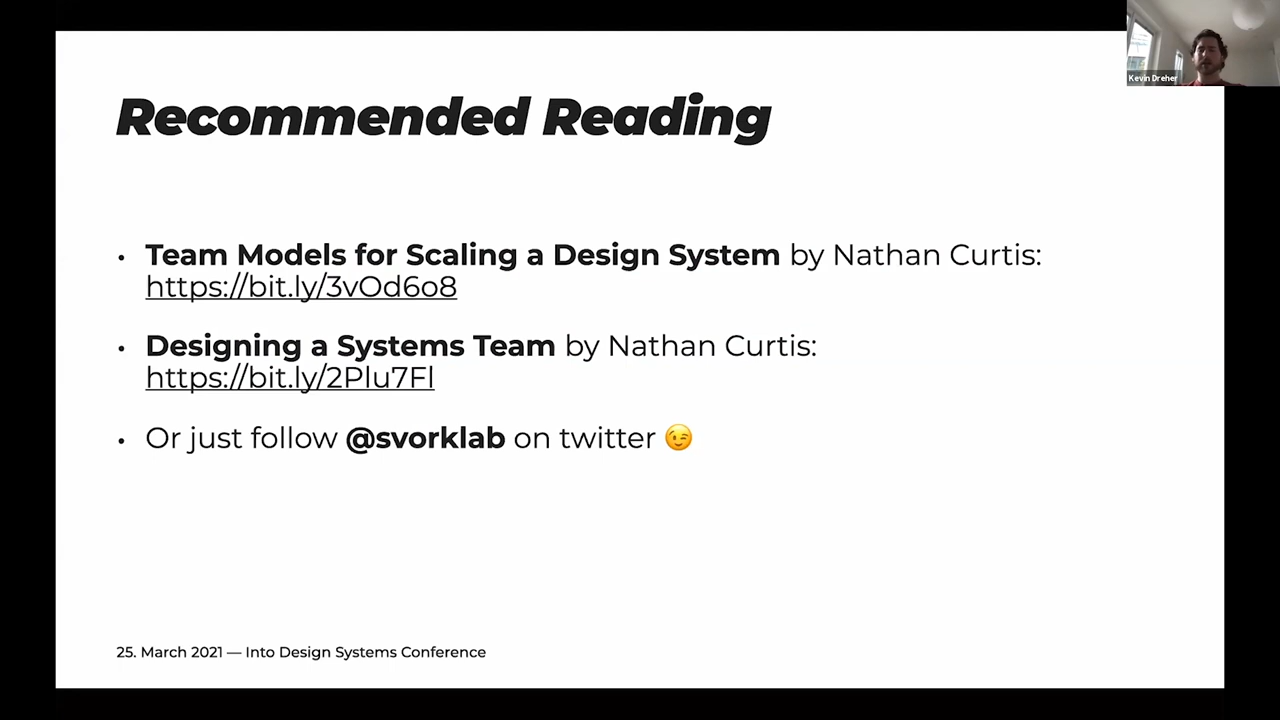 Kevin Dreher
Recommended Reading
• Team Models for Scaling a Design System by Nathan Curtis:
https://bit.ly/3vOd6o8
• Designing a Systems Team by Nathan Curtis:
https://bit.ly/2Plu7Fl
• Or just follow @svorklab on twitter 😉
25. March 2021 — Into Design Systems Conference